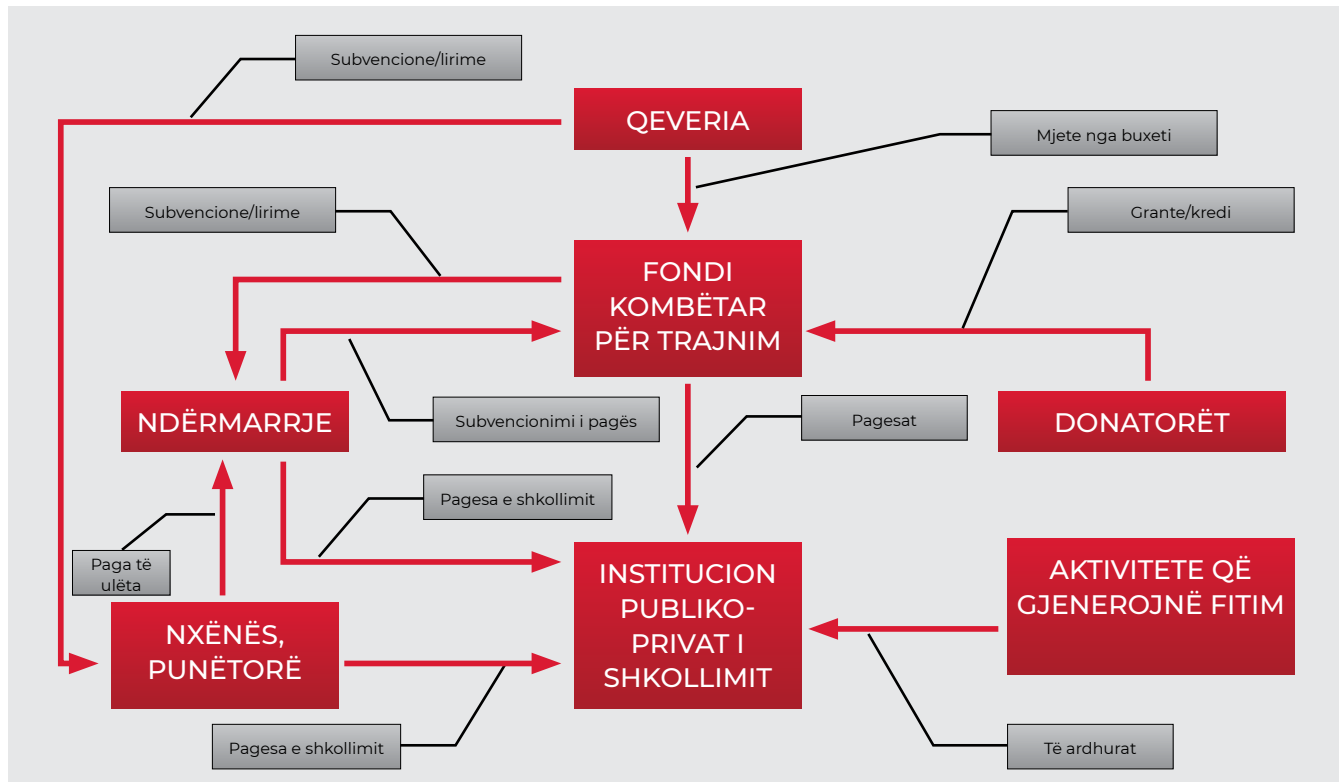 Subvencione/lirime
QEVERIA
Mjete nga buxeti
Subvencione/lirime
Grante/kredi
FONDI
KOMBËTAR
PËR TRAJNIM
NDËRMARRJE
Subvencionimi i pagës
Pagesat
DONATORËT
Pagesa e shkollimit
Paga të
ulëta
INSTITUCION
PUBLIKO-
PRIVAT I
SHKOLLIMIT
AKTIVITETE QË
GJENEROJNË FITIM
NXËNËS,
PUNËTORË
Pagesa e shkollimit
Të ardhurat